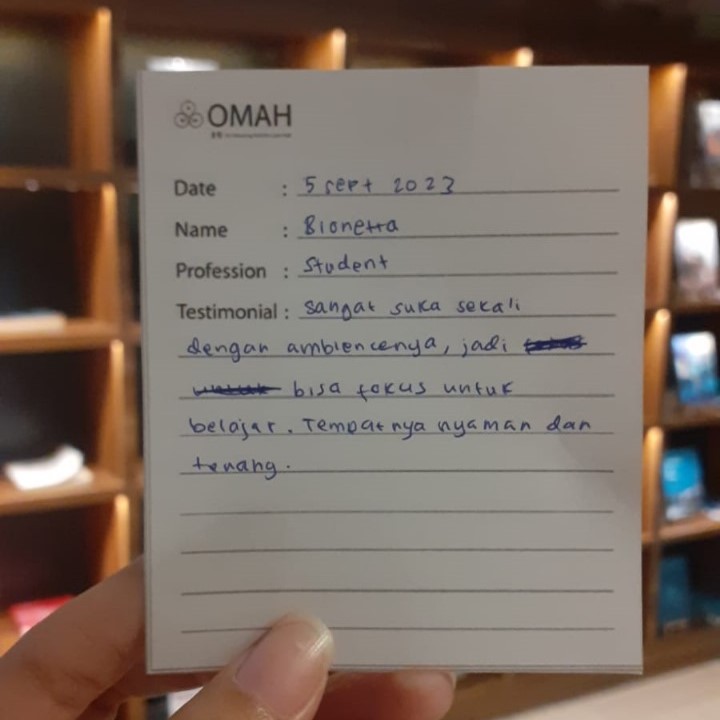 OMAH
Date : 5 sept 2023
Name : Bionetta
Profession : Student
Testimonial : sangat suka sekali
dengan ambiencenya, jadi
bisa fokus untuk
belajar. Tempatnya nyaman dan
tenang.